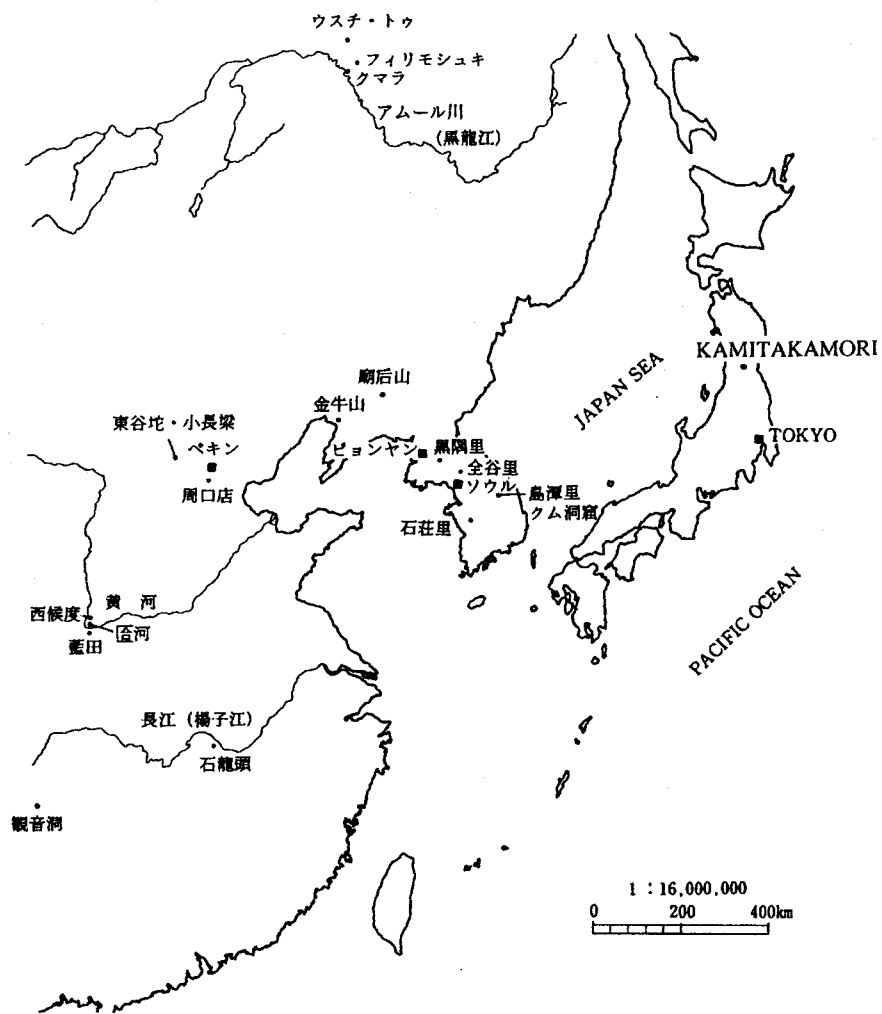 ウスチ・トゥ
フィリモシュキ
クマラ
アムール川
(黒龍江)
KAMITAKAMORI
JAPAN SEA
廟后山
金牛山
東谷坨・小長梁
ペキン
ピョンヤン
黒隅里
TOKYO
周口店
全谷里
ソウル
島潭里
クム洞窟
石荘里
黄 河
西候度
匼河
藍田
PACIFIC OCEAN
長江(揚子江)
石龍頭
観音洞
1 : 16,000,000
0 200 400km